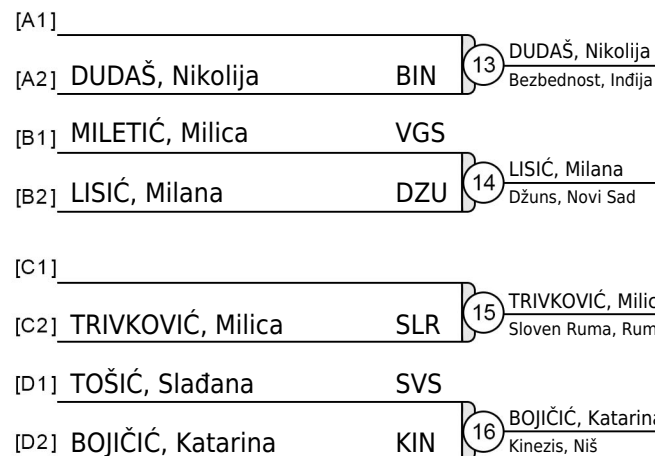 [A1]
[A2] DUDAŠ, Nikolija BIN
13 DUDAŠ, Nikolija
Bezbednost, Inđija
[B1] MILETIĆ, Milica VGS
[B2] LISIĆ, Milana DZU
14 LISIĆ, Milana
Džuns, Novi Sad
[C1]
[C2] TRIVKOVIĆ, Milica SLR
15 TRIVKOVIĆ, Milic
Sloven Ruma, Rum
[D1] TOŠIĆ, Slađana SVS
[D2] BOJIČIĆ, Katarina KIN
16 BOJIČIĆ, Katarina
Kinezis, Niš